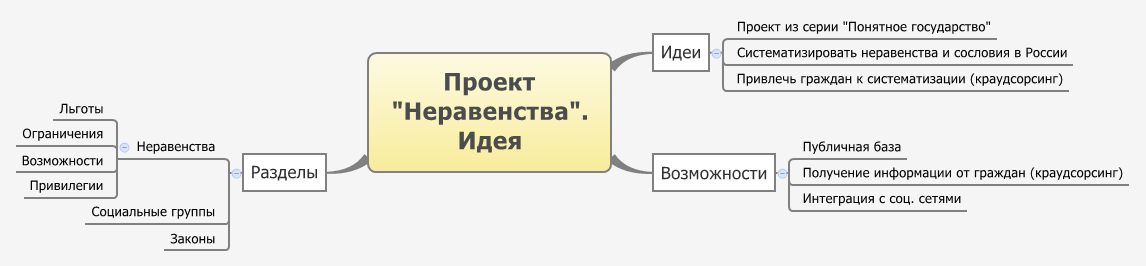 Проект
"Неравенства".
Идея
Идеи
Проект из серии "Понятное государство"
Систематизировать неравенства и сословия в России
Привлечь граждан к систематизации (краудсорсинг)
Возможности
Публичная база
Получение информации от граждан (краудсорсинг)
Интеграция с соц. сетями
Разделы
Неравенства
Льготы
Ограничения
Возможности
Привилегии
Социальные группы
Законы